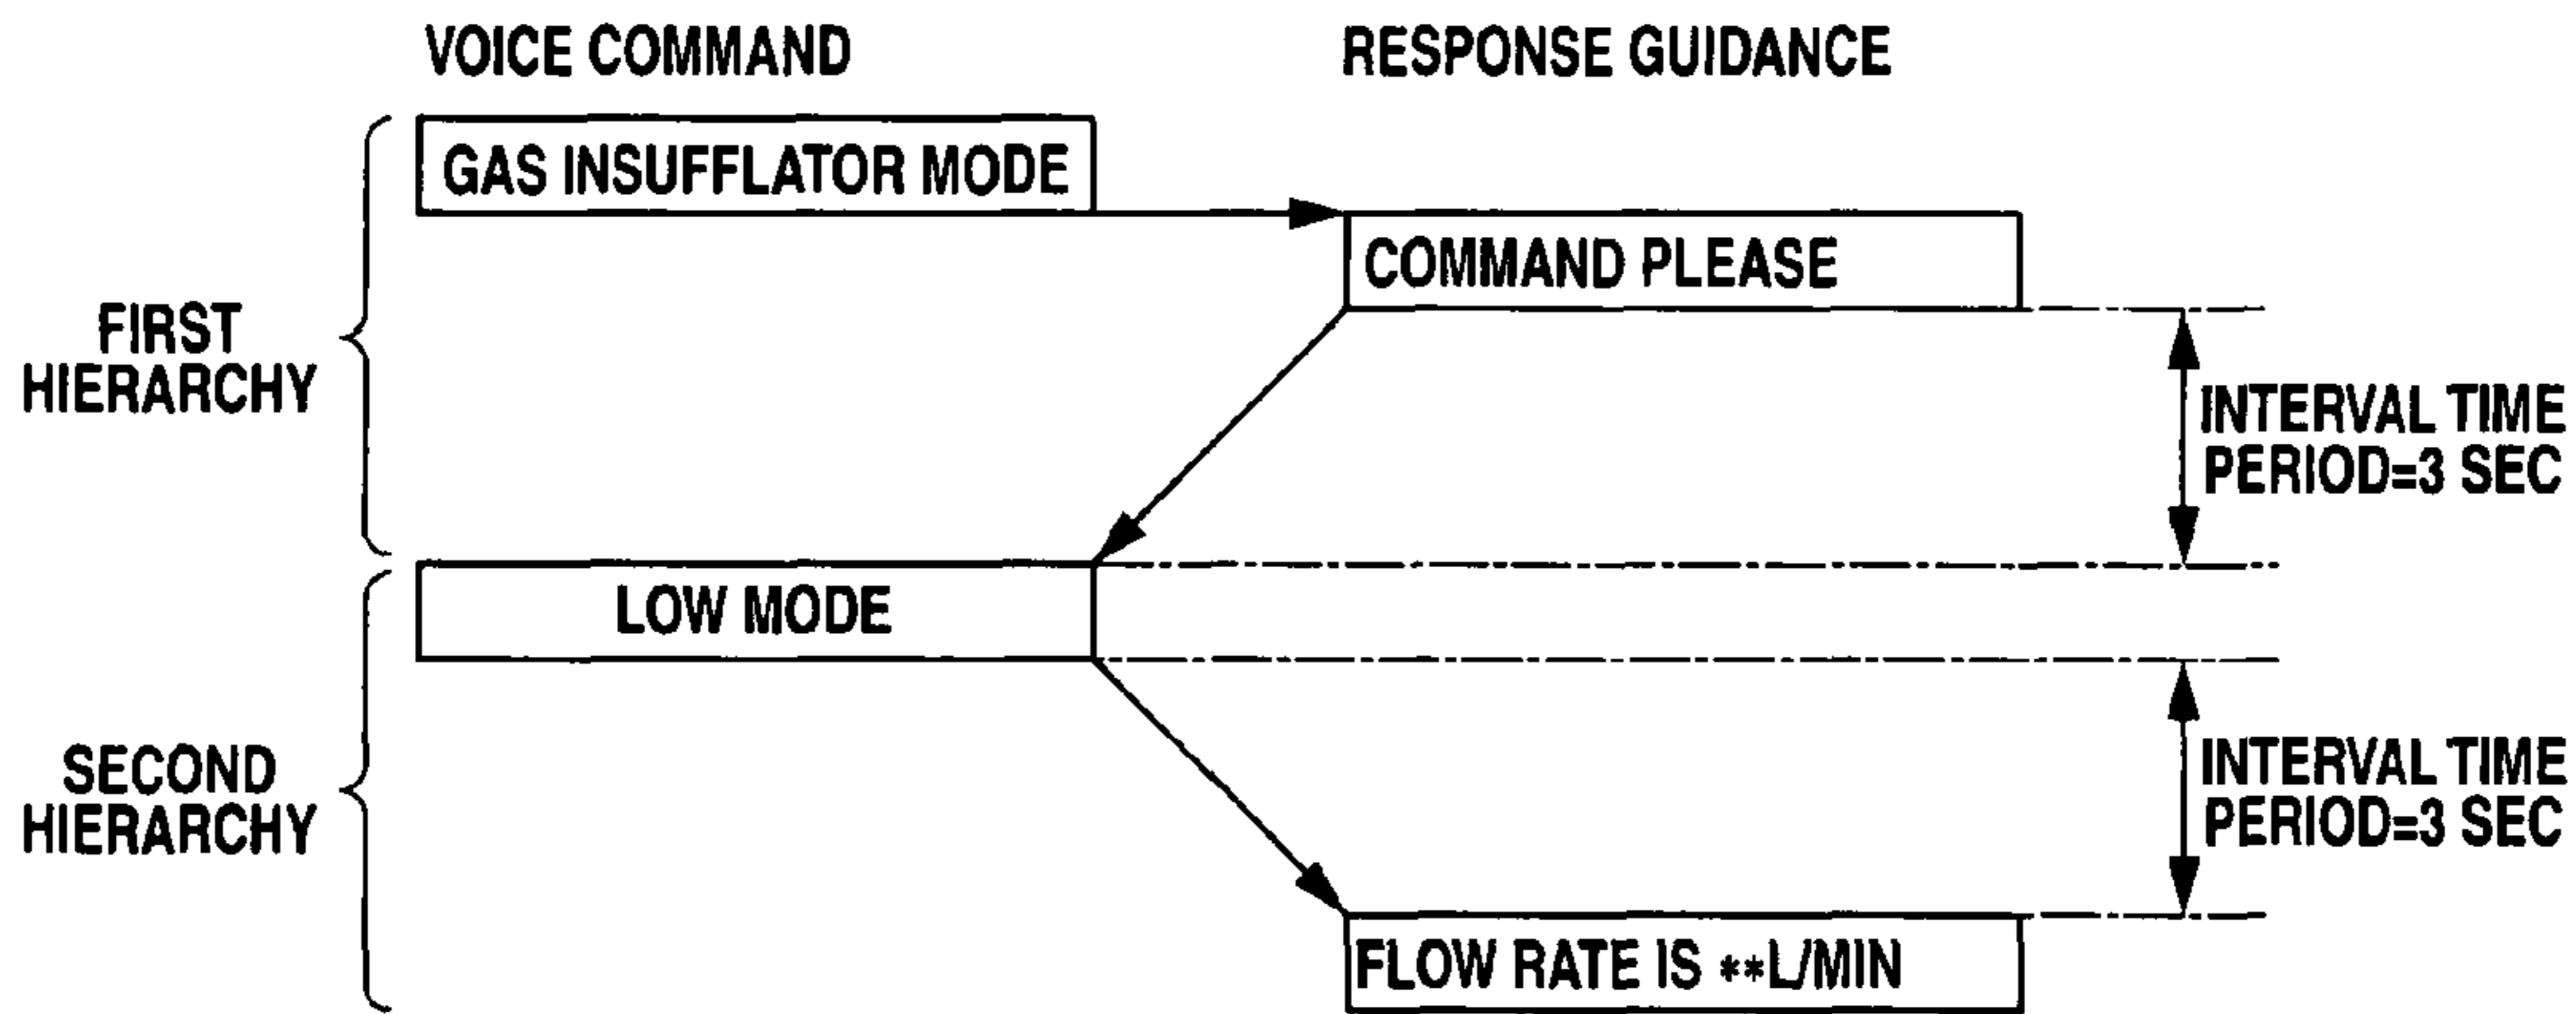 VOICE COMMAND
RESPONSE GUIDANCE
GAS INSUFFLATOR MODE
COMMAND PLEASE
FIRST
HIERARCHY
INTERVAL TIME
PERIOD=3 SEC
LOW MODE
SECOND
HIERARCHY
INTERVAL TIME
PERIOD=3 SEC
FLOW RATE IS **L/MIN